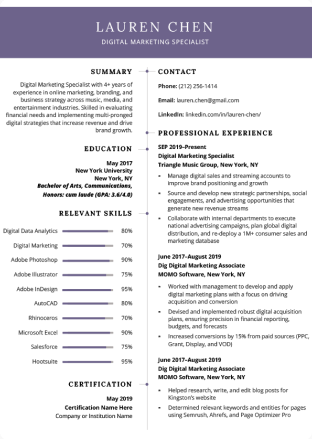 LAUREN CHEN
DIGITAL MARKETING SPECIALIST
SUMMARY
Digital Marketing Specialist with 4+ years of
experience in online marketing, branding, and
business strategy across music, media, and
entertainment industries. Skilled in evaluating
financial needs and implementing multi-pronged
digital strategies that increase revenue and drive
brand growth.
EDUCATION
May 2017
New York University
New York, NY
Bachelor of Arts, Communications,
Honors: cum laude (GPA: 3.6/4.0)
RELEVANT SKILLS
Digital Data Analytics 80%
Digital Marketing 70%
Adobe Photoshop 90%
Adobe Illustrator 75%
Adobe InDesign 95%
AutoCAD 80%
Rhinoceros 70%
Microsoft Excel 90%
Salesforce 75%
Hootsuite 95%
CERTIFICATION
May 2019
Certification Name Here
Company or Institution Name
CONTACT
Phone: (212) 256-1414
Email: lauren.chen@gmail.com
LinkedIn: linkedin.com/in/lauren-chen/
PROFESSIONAL EXPERIENCE
SEP 2019–Present
Digital Marketing Specialist
Triangle Music Group, New York, NY
• Manage digital sales and streaming accounts to
improve brand positioning and growth
• Source and develop new strategic partnerships, social
engagements, and advertising opportunities that
generate new revenue streams
• Collaborate with internal departments to execute
national advertising campaigns, plan global digital
distribution, and re-deploy a 1M+ consumer sales and
marketing database
June 2017–August 2019
Dig Digital Marketing Associate
MOMO Software, New York, NY
• Worked with management to develop and apply
digital marketing plans with a focus on driving
acquisition and conversion
• Devised and implemented robust digital acquisition
plans, ensuring precision in financial reporting,
budgets, and forecasts
• Increased conversions by 15% from paid sources (PPC,
Grant, Display, and VOD)
June 2017–August 2019
Dig Digital Marketing Associate
MOMO Software, New York, NY
• Helped research, write, and edit blog posts for
Kingston's website
• Determined relevant keywords and entities for pages
using Semrush, Ahrefs, and Page Optimizer Pro